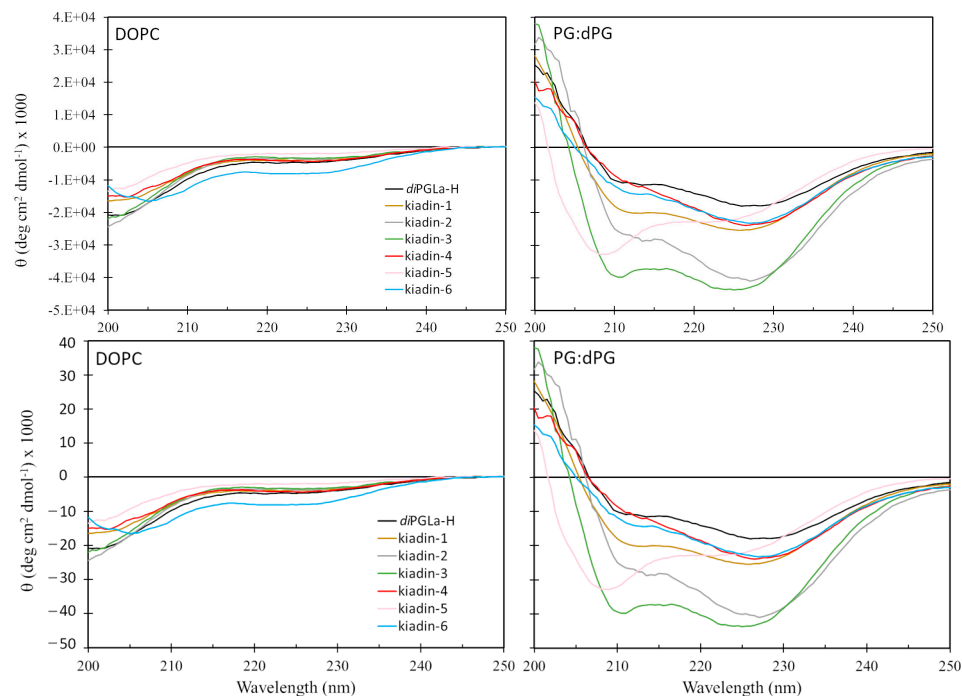 DOPC
PG:dPG
4.E+04
3.E+04
2.E+04
1.E+04
0.E+00
-1.E+04
-2.E+04
-3.E+04
-4.E+04
-5.E+04
θ (deg cm² dmol⁻¹) x 1000
diPGLa-H
kiadin-1
kiadin-2
kiadin-3
kiadin-4
kiadin-5
kiadin-6
200 210 220 230 240 250
200 210 220 230 240 250
DOPC
PG:dPG
40
30
20
10
0
−10
−20
−30
−40
−50
θ (deg cm² dmol⁻¹) x 1000
diPGLa-H
kiadin-1
kiadin-2
kiadin-3
kiadin-4
kiadin-5
kiadin-6
200 210 220 230 240 250
200 210 220 230 240 250
Wavelength (nm)
Wavelength (nm)